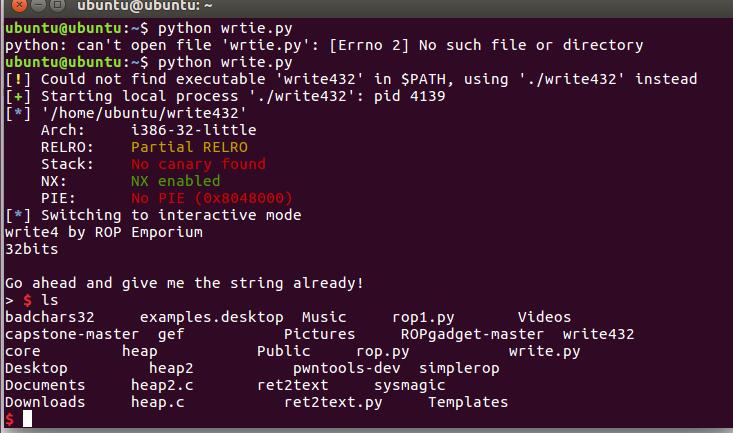 ubuntu@ubuntu: ~
ubuntu@ubuntu:~$ python wrtie.py
python: can't open file 'wrtie.py': [Errno 2] No such file or directory
ubuntu@ubuntu:~$ python write.py
[!] Could not find executable 'write432' in $PATH, using './write432' instead
[+] Starting local process './write432': pid 4139
[*] '/home/ubuntu/write432'
    Arch:     i386-32-little
    RELRO:    Partial RELRO
    Stack:    No canary found
    NX:       NX enabled
    PIE:      No PIE (0x8048000)
[*] Switching to interactive mode
write4 by ROP Emporium
32bits

Go ahead and give me the string already!
> $ ls
badchars32     examples.desktop  Music     rop1.py       Videos
capstone-master  gef        Pictures     ROPgadget-master  write432
core         heap           Public     rop.py           write.py
Desktop         heap2           pwntools-dev  simplerop
Documents     heap2.c       ret2text     sysmagic
Downloads     heap.c           ret2text.py     Templates
$